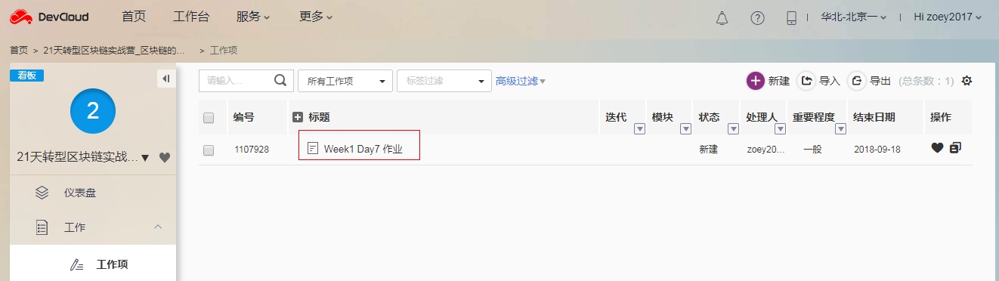 DevCloud 首页 工作台 服务 更多 华北-北京一 Hi zoey2017
首页 > 21天转型区块链实战营_区块链的... > 工作项
看板
2
21天转型区块链实战...
仪表盘
工作
工作项
请输入... 所有工作项 标签过滤 高级过滤 新建 导入 导出 (总条数：1)
编号 标题 迭代 模块 状态 处理人 重要程度 结束日期 操作
1107928 Week1 Day7 作业 新建 zoey20... 一般 2018-09-18